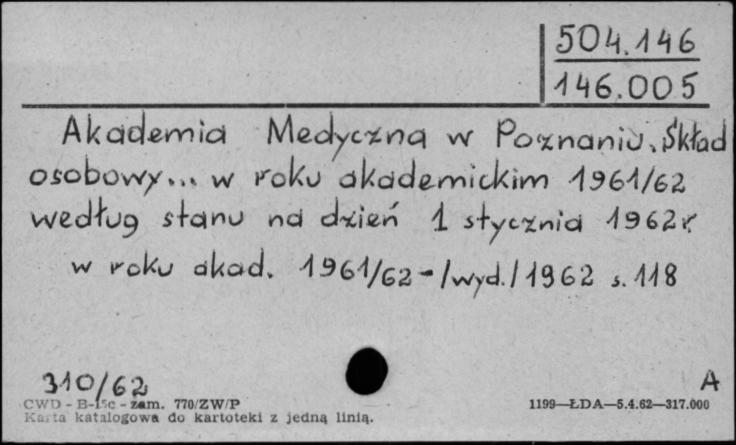 504.146
146.005
Akademia Medyczna w Poznaniu. Skład
osobowy... w roku akademickim 1961/62
według stanu na dzień 1 stycznia 1962 r.
w roku akad. 1961/62 - /wyd./ 1962 s. 118
310/62
A
CWD - B-15c - zam. 770/ZW/P
1199—ŁDA—5.4.62—317.000
Karta katalogowa do kartoteki z jedną linią.